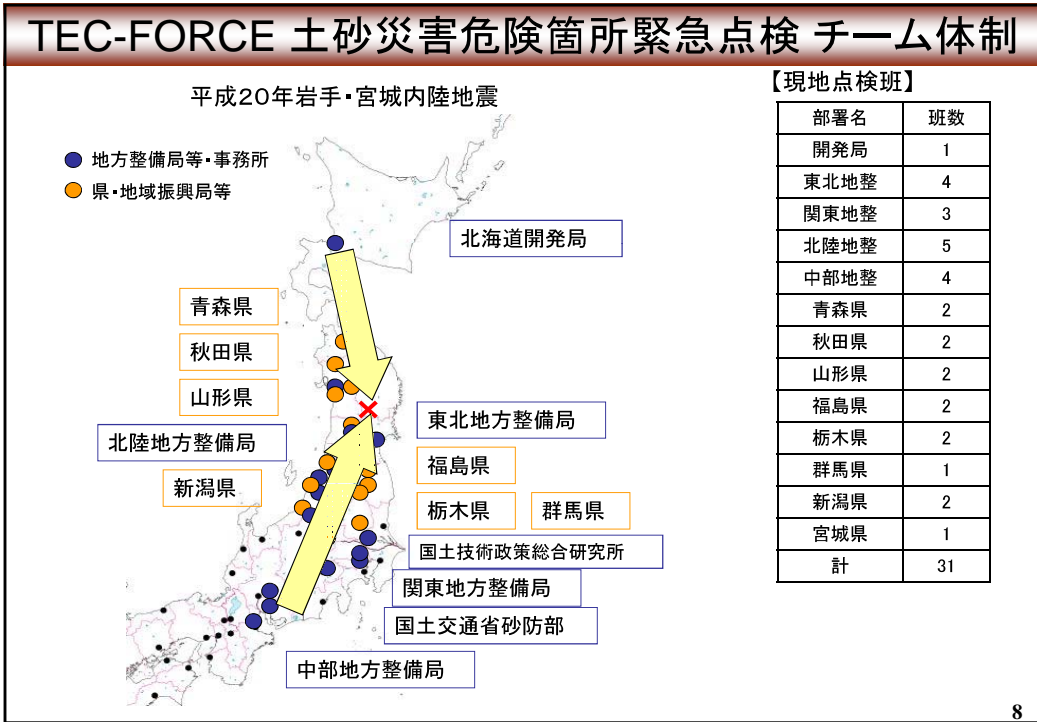 TEC-FORCE 土砂災害危険箇所緊急点検 チーム体制
平成20年岩手・宮城内陸地震
地方整備局等・事務所
県・地域振興局等
北海道開発局
青森県
秋田県
山形県
北陸地方整備局
新潟県
東北地方整備局
福島県
栃木県 群馬県
国土技術政策総合研究所
関東地方整備局
国土交通省砂防部
中部地方整備局
【現地点検班】
部署名 班数
開発局 1
東北地整 4
関東地整 3
北陸地整 5
中部地整 4
青森県 2
秋田県 2
山形県 2
福島県 2
栃木県 2
群馬県 1
新潟県 2
宮城県 1
計 31
8